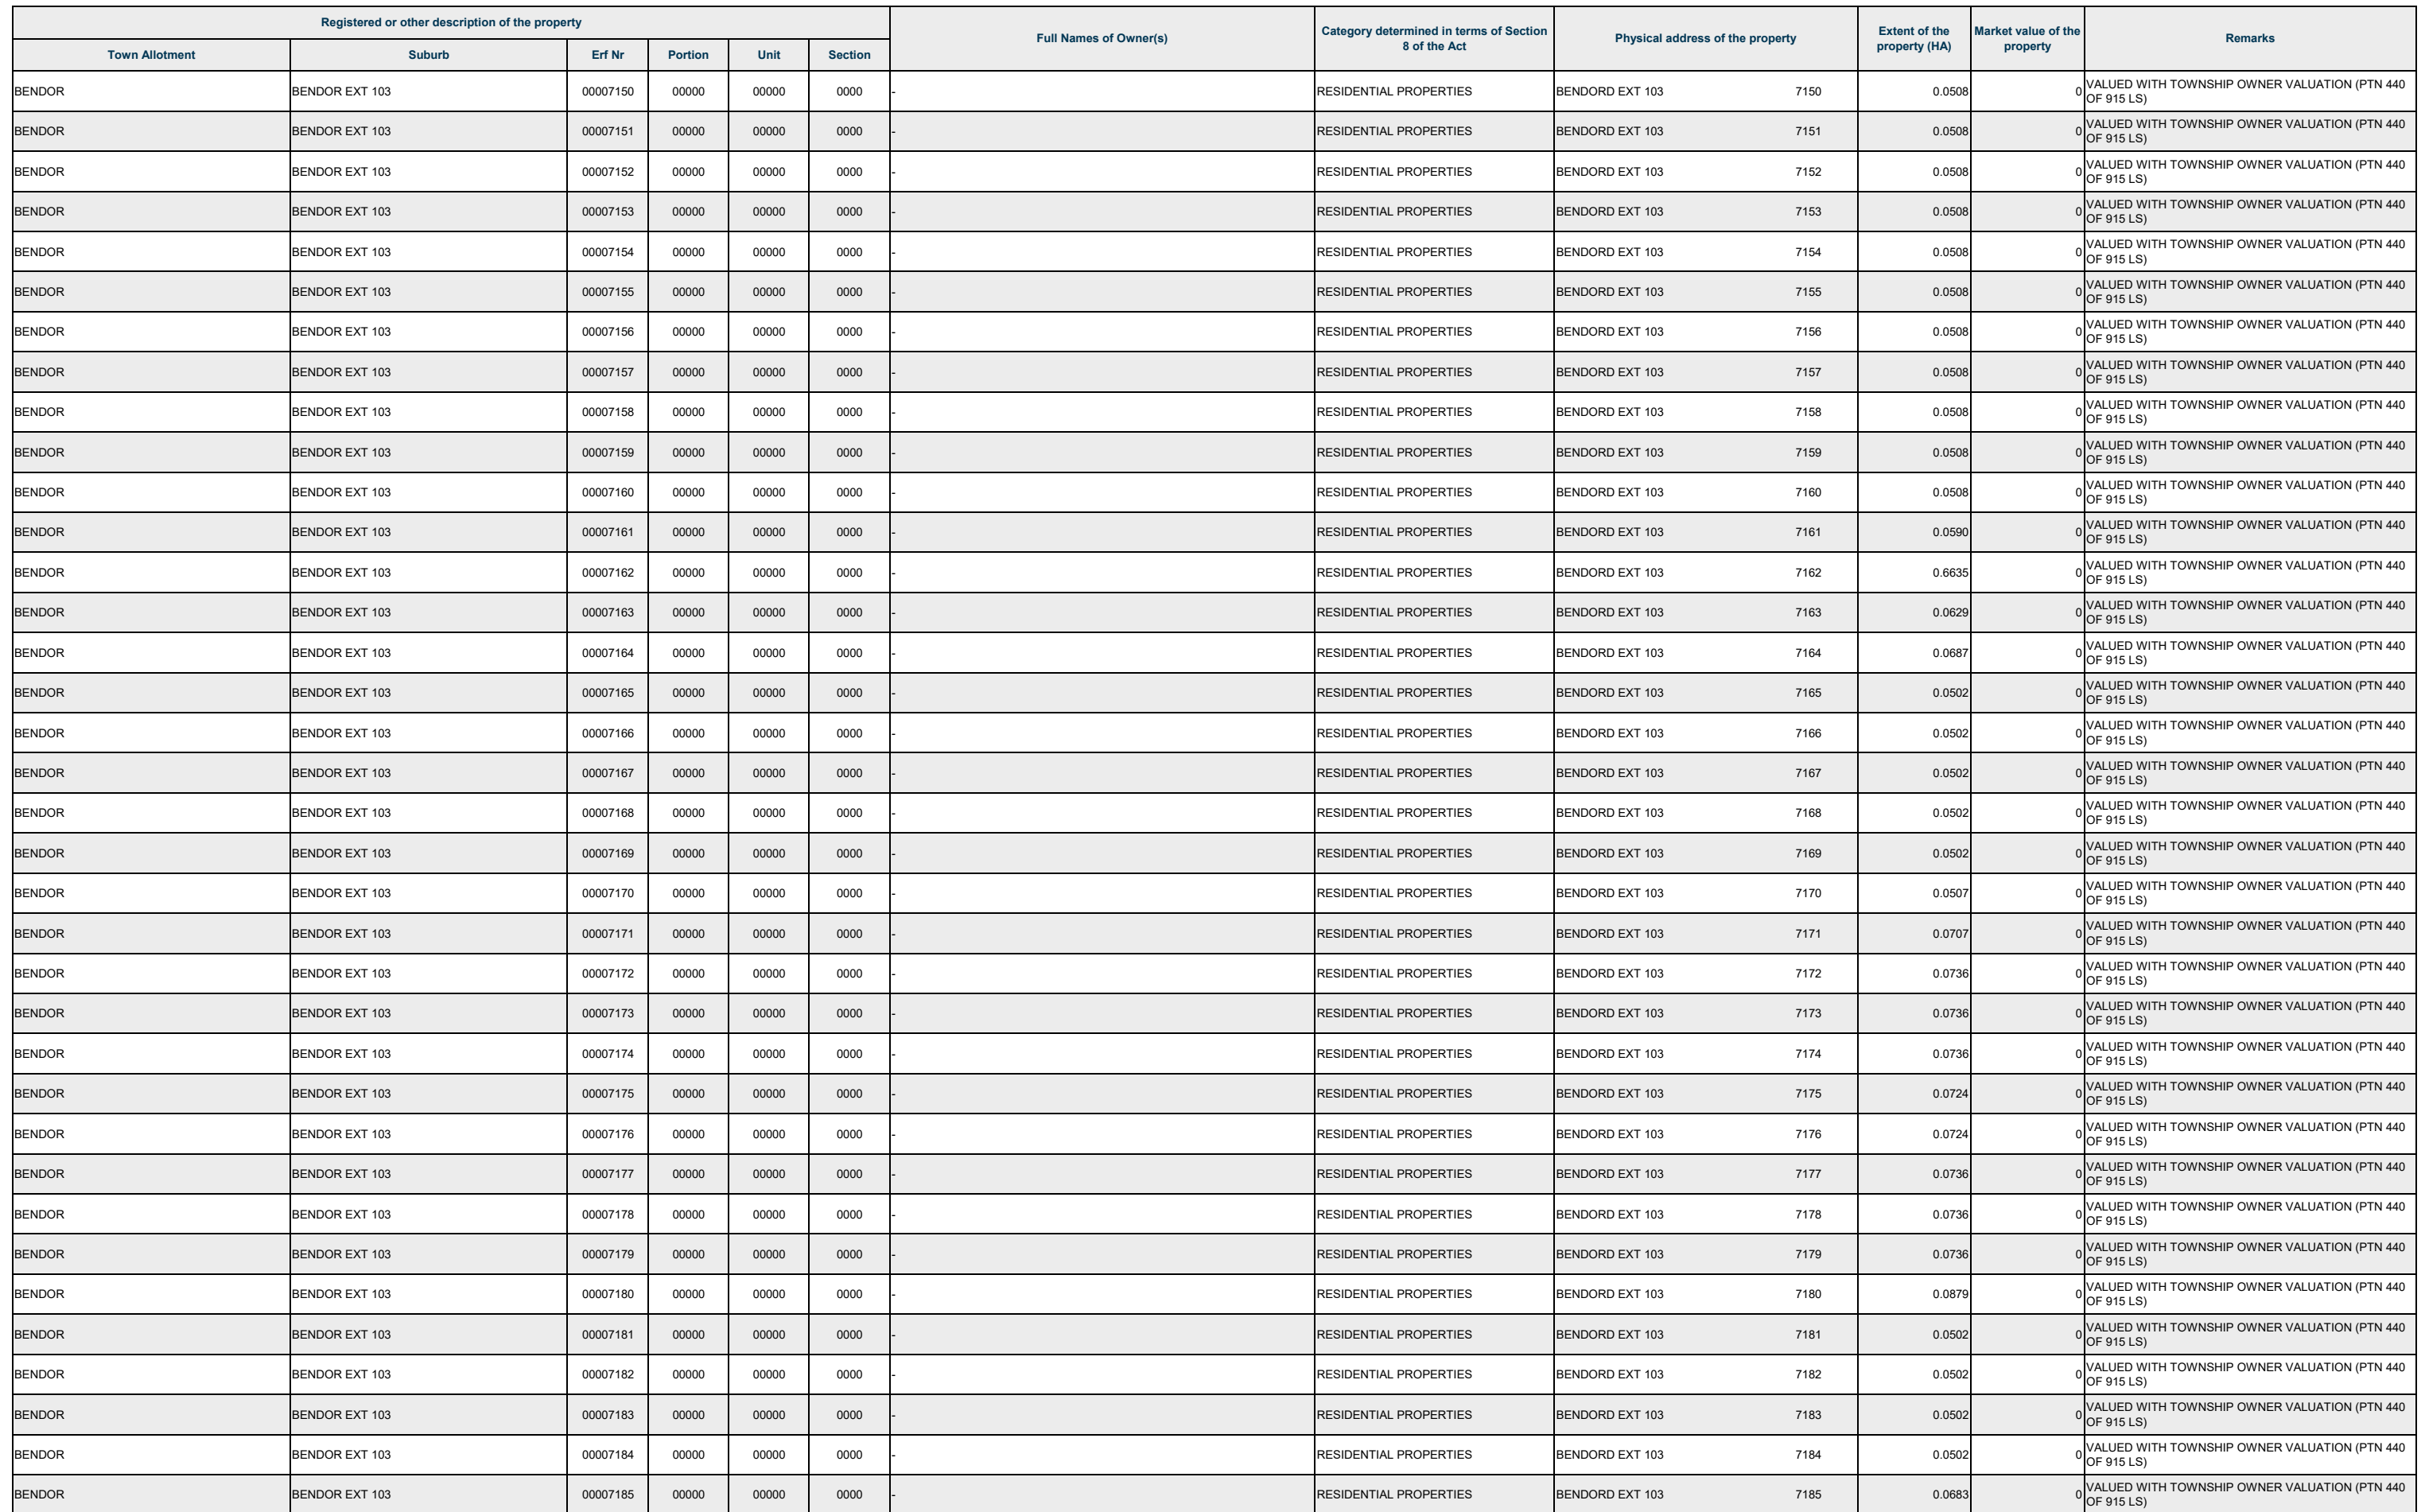 Registered or other description of the property Full Names of Owner(s) Category determined in terms of Section 8 of the Act Physical address of the property Extent of the property (HA) Market value of the property Remarks
Town Allotment Suburb Erf Nr Portion Unit Section
BENDOR BENDOR EXT 103 00007150 00000 00000 0000 - RESIDENTIAL PROPERTIES BENDORD EXT 103 7150 0.0508 0 VALUED WITH TOWNSHIP OWNER VALUATION (PTN 440 OF 915 LS)
BENDOR BENDOR EXT 103 00007151 00000 00000 0000 - RESIDENTIAL PROPERTIES BENDORD EXT 103 7151 0.0508 0 VALUED WITH TOWNSHIP OWNER VALUATION (PTN 440 OF 915 LS)
BENDOR BENDOR EXT 103 00007152 00000 00000 0000 - RESIDENTIAL PROPERTIES BENDORD EXT 103 7152 0.0508 0 VALUED WITH TOWNSHIP OWNER VALUATION (PTN 440 OF 915 LS)
BENDOR BENDOR EXT 103 00007153 00000 00000 0000 - RESIDENTIAL PROPERTIES BENDORD EXT 103 7153 0.0508 0 VALUED WITH TOWNSHIP OWNER VALUATION (PTN 440 OF 915 LS)
BENDOR BENDOR EXT 103 00007154 00000 00000 0000 - RESIDENTIAL PROPERTIES BENDORD EXT 103 7154 0.0508 0 VALUED WITH TOWNSHIP OWNER VALUATION (PTN 440 OF 915 LS)
BENDOR BENDOR EXT 103 00007155 00000 00000 0000 - RESIDENTIAL PROPERTIES BENDORD EXT 103 7155 0.0508 0 VALUED WITH TOWNSHIP OWNER VALUATION (PTN 440 OF 915 LS)
BENDOR BENDOR EXT 103 00007156 00000 00000 0000 - RESIDENTIAL PROPERTIES BENDORD EXT 103 7156 0.0508 0 VALUED WITH TOWNSHIP OWNER VALUATION (PTN 440 OF 915 LS)
BENDOR BENDOR EXT 103 00007157 00000 00000 0000 - RESIDENTIAL PROPERTIES BENDORD EXT 103 7157 0.0508 0 VALUED WITH TOWNSHIP OWNER VALUATION (PTN 440 OF 915 LS)
BENDOR BENDOR EXT 103 00007158 00000 00000 0000 - RESIDENTIAL PROPERTIES BENDORD EXT 103 7158 0.0508 0 VALUED WITH TOWNSHIP OWNER VALUATION (PTN 440 OF 915 LS)
BENDOR BENDOR EXT 103 00007159 00000 00000 0000 - RESIDENTIAL PROPERTIES BENDORD EXT 103 7159 0.0508 0 VALUED WITH TOWNSHIP OWNER VALUATION (PTN 440 OF 915 LS)
BENDOR BENDOR EXT 103 00007160 00000 00000 0000 - RESIDENTIAL PROPERTIES BENDORD EXT 103 7160 0.0508 0 VALUED WITH TOWNSHIP OWNER VALUATION (PTN 440 OF 915 LS)
BENDOR BENDOR EXT 103 00007161 00000 00000 0000 - RESIDENTIAL PROPERTIES BENDORD EXT 103 7161 0.0590 0 VALUED WITH TOWNSHIP OWNER VALUATION (PTN 440 OF 915 LS)
BENDOR BENDOR EXT 103 00007162 00000 00000 0000 - RESIDENTIAL PROPERTIES BENDORD EXT 103 7162 0.6635 0 VALUED WITH TOWNSHIP OWNER VALUATION (PTN 440 OF 915 LS)
BENDOR BENDOR EXT 103 00007163 00000 00000 0000 - RESIDENTIAL PROPERTIES BENDORD EXT 103 7163 0.0629 0 VALUED WITH TOWNSHIP OWNER VALUATION (PTN 440 OF 915 LS)
BENDOR BENDOR EXT 103 00007164 00000 00000 0000 - RESIDENTIAL PROPERTIES BENDORD EXT 103 7164 0.0687 0 VALUED WITH TOWNSHIP OWNER VALUATION (PTN 440 OF 915 LS)
BENDOR BENDOR EXT 103 00007165 00000 00000 0000 - RESIDENTIAL PROPERTIES BENDORD EXT 103 7165 0.0502 0 VALUED WITH TOWNSHIP OWNER VALUATION (PTN 440 OF 915 LS)
BENDOR BENDOR EXT 103 00007166 00000 00000 0000 - RESIDENTIAL PROPERTIES BENDORD EXT 103 7166 0.0502 0 VALUED WITH TOWNSHIP OWNER VALUATION (PTN 440 OF 915 LS)
BENDOR BENDOR EXT 103 00007167 00000 00000 0000 - RESIDENTIAL PROPERTIES BENDORD EXT 103 7167 0.0502 0 VALUED WITH TOWNSHIP OWNER VALUATION (PTN 440 OF 915 LS)
BENDOR BENDOR EXT 103 00007168 00000 00000 0000 - RESIDENTIAL PROPERTIES BENDORD EXT 103 7168 0.0502 0 VALUED WITH TOWNSHIP OWNER VALUATION (PTN 440 OF 915 LS)
BENDOR BENDOR EXT 103 00007169 00000 00000 0000 - RESIDENTIAL PROPERTIES BENDORD EXT 103 7169 0.0502 0 VALUED WITH TOWNSHIP OWNER VALUATION (PTN 440 OF 915 LS)
BENDOR BENDOR EXT 103 00007170 00000 00000 0000 - RESIDENTIAL PROPERTIES BENDORD EXT 103 7170 0.0507 0 VALUED WITH TOWNSHIP OWNER VALUATION (PTN 440 OF 915 LS)
BENDOR BENDOR EXT 103 00007171 00000 00000 0000 - RESIDENTIAL PROPERTIES BENDORD EXT 103 7171 0.0707 0 VALUED WITH TOWNSHIP OWNER VALUATION (PTN 440 OF 915 LS)
BENDOR BENDOR EXT 103 00007172 00000 00000 0000 - RESIDENTIAL PROPERTIES BENDORD EXT 103 7172 0.0736 0 VALUED WITH TOWNSHIP OWNER VALUATION (PTN 440 OF 915 LS)
BENDOR BENDOR EXT 103 00007173 00000 00000 0000 - RESIDENTIAL PROPERTIES BENDORD EXT 103 7173 0.0736 0 VALUED WITH TOWNSHIP OWNER VALUATION (PTN 440 OF 915 LS)
BENDOR BENDOR EXT 103 00007174 00000 00000 0000 - RESIDENTIAL PROPERTIES BENDORD EXT 103 7174 0.0736 0 VALUED WITH TOWNSHIP OWNER VALUATION (PTN 440 OF 915 LS)
BENDOR BENDOR EXT 103 00007175 00000 00000 0000 - RESIDENTIAL PROPERTIES BENDORD EXT 103 7175 0.0724 0 VALUED WITH TOWNSHIP OWNER VALUATION (PTN 440 OF 915 LS)
BENDOR BENDOR EXT 103 00007176 00000 00000 0000 - RESIDENTIAL PROPERTIES BENDORD EXT 103 7176 0.0724 0 VALUED WITH TOWNSHIP OWNER VALUATION (PTN 440 OF 915 LS)
BENDOR BENDOR EXT 103 00007177 00000 00000 0000 - RESIDENTIAL PROPERTIES BENDORD EXT 103 7177 0.0736 0 VALUED WITH TOWNSHIP OWNER VALUATION (PTN 440 OF 915 LS)
BENDOR BENDOR EXT 103 00007178 00000 00000 0000 - RESIDENTIAL PROPERTIES BENDORD EXT 103 7178 0.0736 0 VALUED WITH TOWNSHIP OWNER VALUATION (PTN 440 OF 915 LS)
BENDOR BENDOR EXT 103 00007179 00000 00000 0000 - RESIDENTIAL PROPERTIES BENDORD EXT 103 7179 0.0736 0 VALUED WITH TOWNSHIP OWNER VALUATION (PTN 440 OF 915 LS)
BENDOR BENDOR EXT 103 00007180 00000 00000 0000 - RESIDENTIAL PROPERTIES BENDORD EXT 103 7180 0.0879 0 VALUED WITH TOWNSHIP OWNER VALUATION (PTN 440 OF 915 LS)
BENDOR BENDOR EXT 103 00007181 00000 00000 0000 - RESIDENTIAL PROPERTIES BENDORD EXT 103 7181 0.0502 0 VALUED WITH TOWNSHIP OWNER VALUATION (PTN 440 OF 915 LS)
BENDOR BENDOR EXT 103 00007182 00000 00000 0000 - RESIDENTIAL PROPERTIES BENDORD EXT 103 7182 0.0502 0 VALUED WITH TOWNSHIP OWNER VALUATION (PTN 440 OF 915 LS)
BENDOR BENDOR EXT 103 00007183 00000 00000 0000 - RESIDENTIAL PROPERTIES BENDORD EXT 103 7183 0.0502 0 VALUED WITH TOWNSHIP OWNER VALUATION (PTN 440 OF 915 LS)
BENDOR BENDOR EXT 103 00007184 00000 00000 0000 - RESIDENTIAL PROPERTIES BENDORD EXT 103 7184 0.0502 0 VALUED WITH TOWNSHIP OWNER VALUATION (PTN 440 OF 915 LS)
BENDOR BENDOR EXT 103 00007185 00000 00000 0000 - RESIDENTIAL PROPERTIES BENDORD EXT 103 7185 0.0683 0 VALUED WITH TOWNSHIP OWNER VALUATION (PTN 440 OF 915 LS)